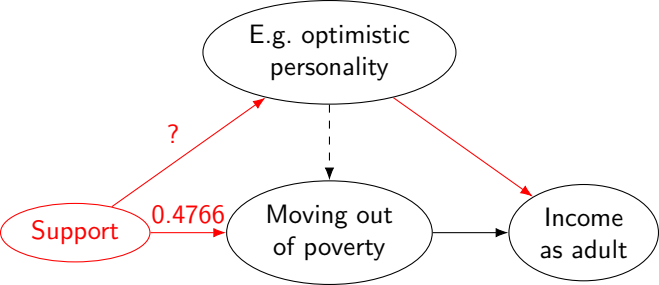 E.g. optimistic
personality
?
0.4766
Support
Moving out
of poverty
Income
as adult